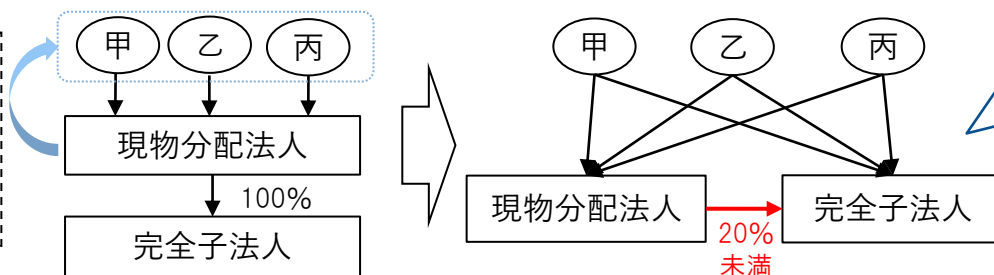 甲 乙 丙
現物分配法人
100%
完全子法人
甲 乙 丙
現物分配法人
完全子法人
20%
未満